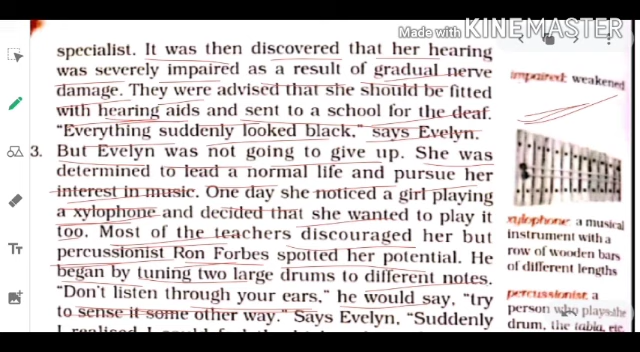 Made with KINEMASTER
specialist. It was then discovered that her hearing
was severely impaired as a result of gradual nerve
damage. They were advised that she should be fitted
with hearing aids and sent to a school for the deaf.
“Everything suddenly looked black,” says Evelyn.
3. But Evelyn was not going to give up. She was
determined to lead a normal life and pursue her
interest in music. One day she noticed a girl playing
a xylophone and decided that she wanted to play it
too. Most of the teachers discouraged her but
percussionist Ron Forbes spotted her potential. He
began by tuning two large drums to different notes.
“Don't listen through your ears,” he would say, “try
to sense it some other way.” Says Evelyn, “Suddenly
impaired: weakened
xylophone: a musical
instrument with a
row of wooden bars
of different lengths
percussionist: a
person who plays the
drum, the tabla, etc.
Tт